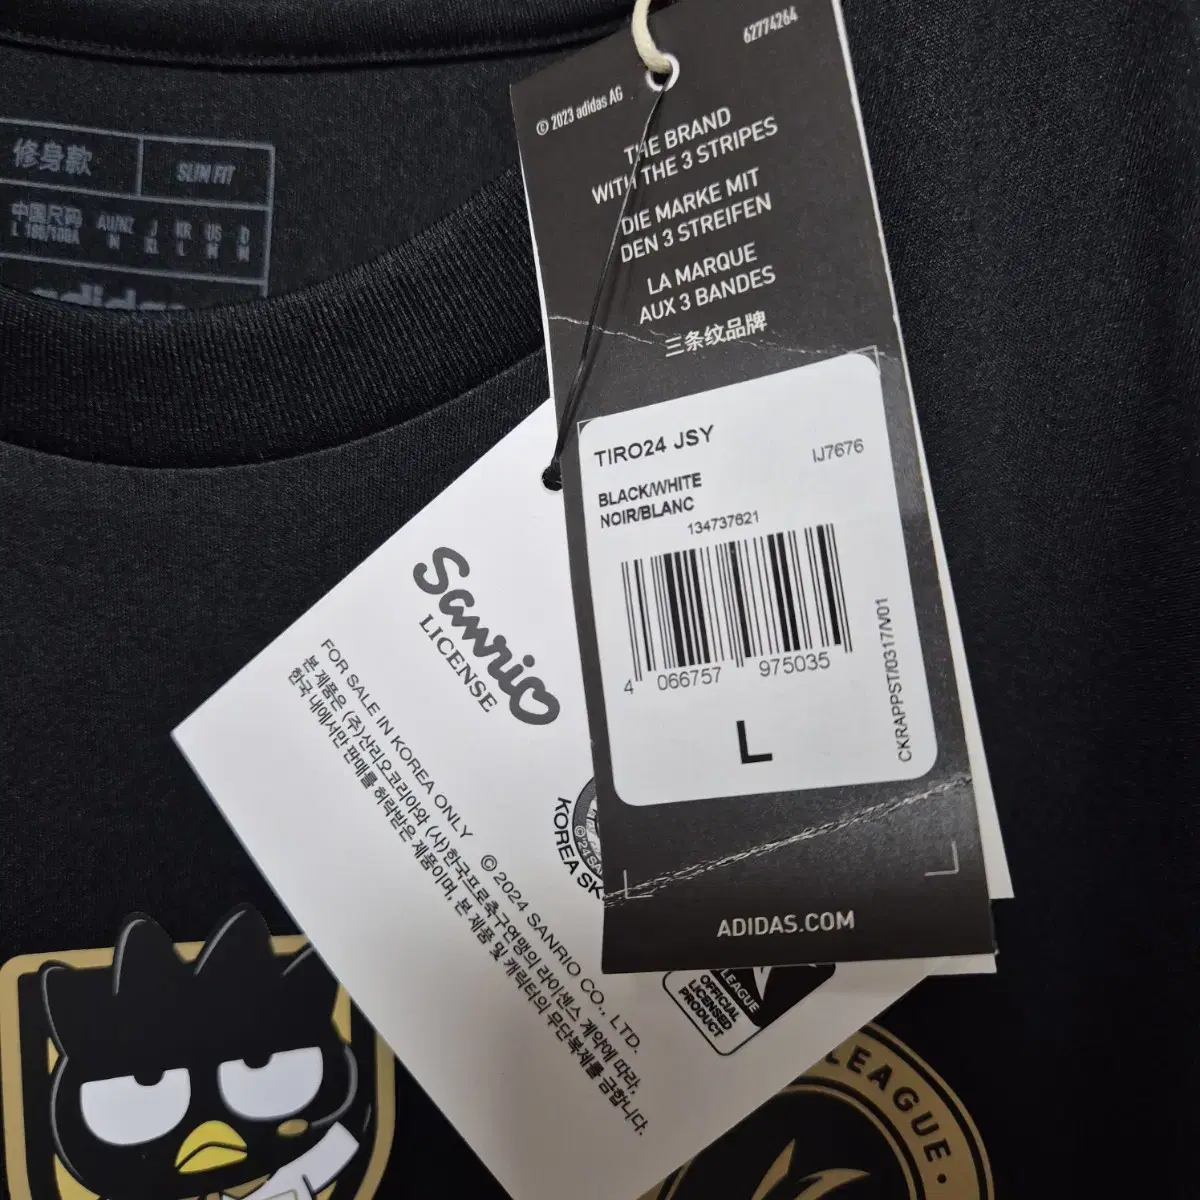 修身款
SLIM FIT
中国尺码 AU/NZ J KR US D
L 185/100A M XL L M M
adidas
62774264
© 2023 adidas AG
THE BRAND
WITH THE 3 STRIPES
DIE MARKE MIT
DEN 3 STREIFEN
LA MARQUE
AUX 3 BANDES
三条纹品牌
TIRO24 JSY
IJ7676
BLACK/WHITE
NOIR/BLANC
134737621
4 066757 975035
CKRAPPST/0317/V01
L
ADIDAS.COM
Sanrio
LICENSE
FOR SALE IN KOREA ONLY © 2024 SANRIO CO., LTD.
본 제품은 (주)산리오코리아와 (사)한국프로축구연맹의 라이센스 계약에 따라,
한국 내에서만 판매를 허락받은 제품이며, 본 제품 및 캐릭터의 무단복제를 금합니다.
©'24 SA
KOREA SK
LEAGUE
OFFICIAL
LICENSED
PRODUCT
LEAGUE